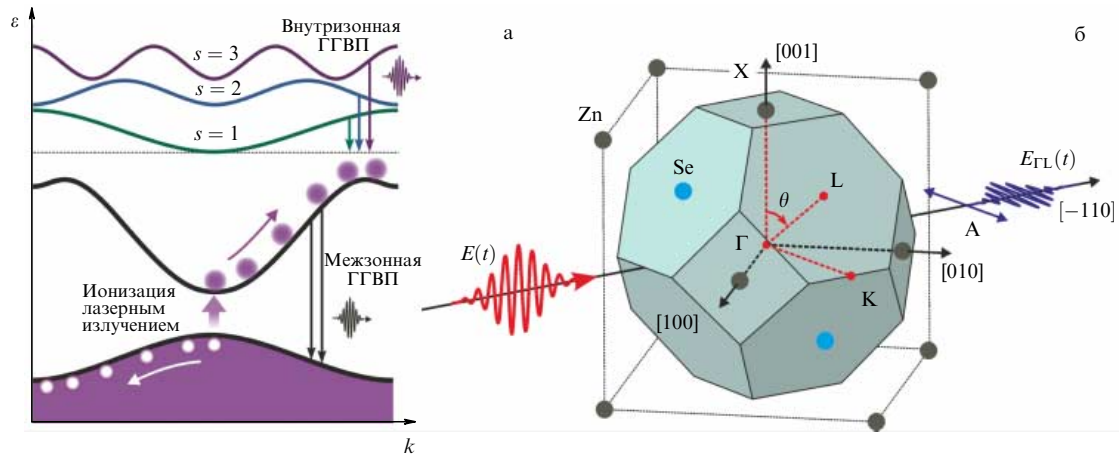 ε
Внутризонная
ГГВП
s = 3
s = 2
s = 1
Межзонная
ГГВП
Ионизация
лазерным
излучением
k
а
б
[001]
X
Zn
Se
L
θ
Γ
K
E(t)
[100]
[010]
E_ΓL(t)
[−110]
A